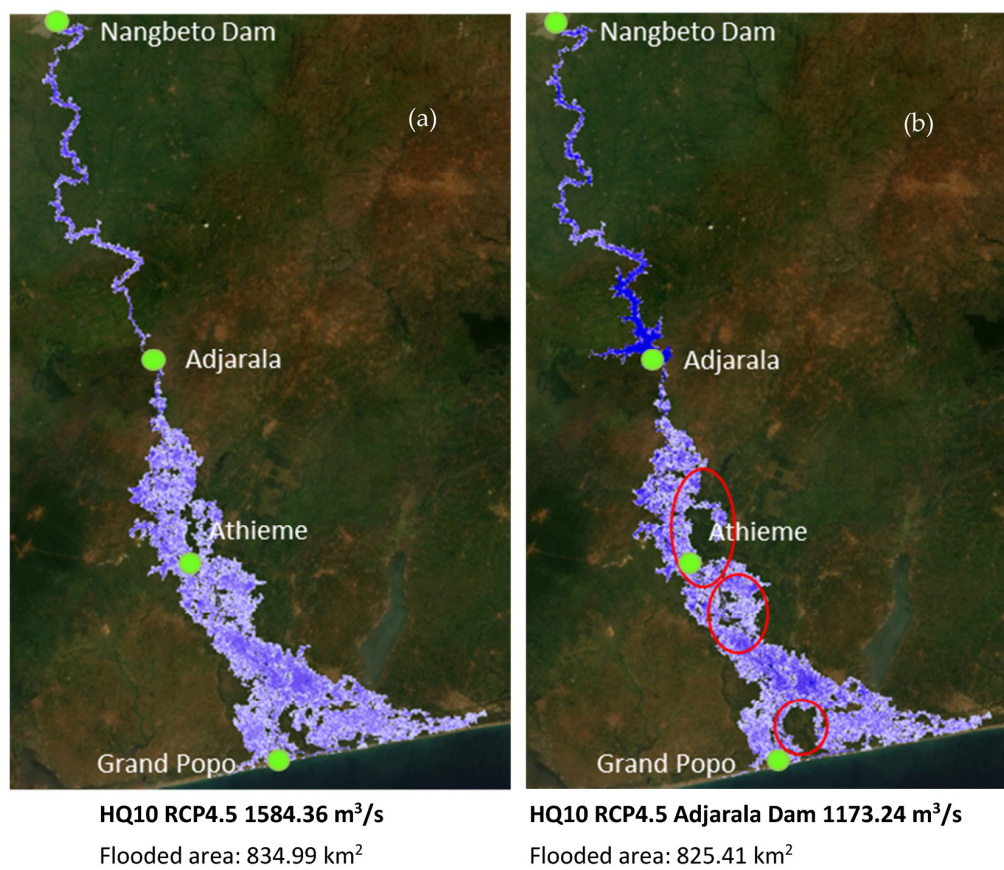 Nangbeto Dam
(a)
Adjarala
Athieme
Grand Popo
HQ10 RCP4.5 1584.36 m³/s
Flooded area: 834.99 km²
Nangbeto Dam
(b)
Adjarala
Athieme
Grand Popo
HQ10 RCP4.5 Adjarala Dam 1173.24 m³/s
Flooded area: 825.41 km²